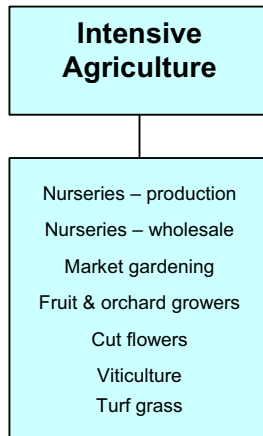 Intensive
Agriculture
Nurseries – production
Nurseries – wholesale
Market gardening
Fruit & orchard growers
Cut flowers
Viticulture
Turf grass